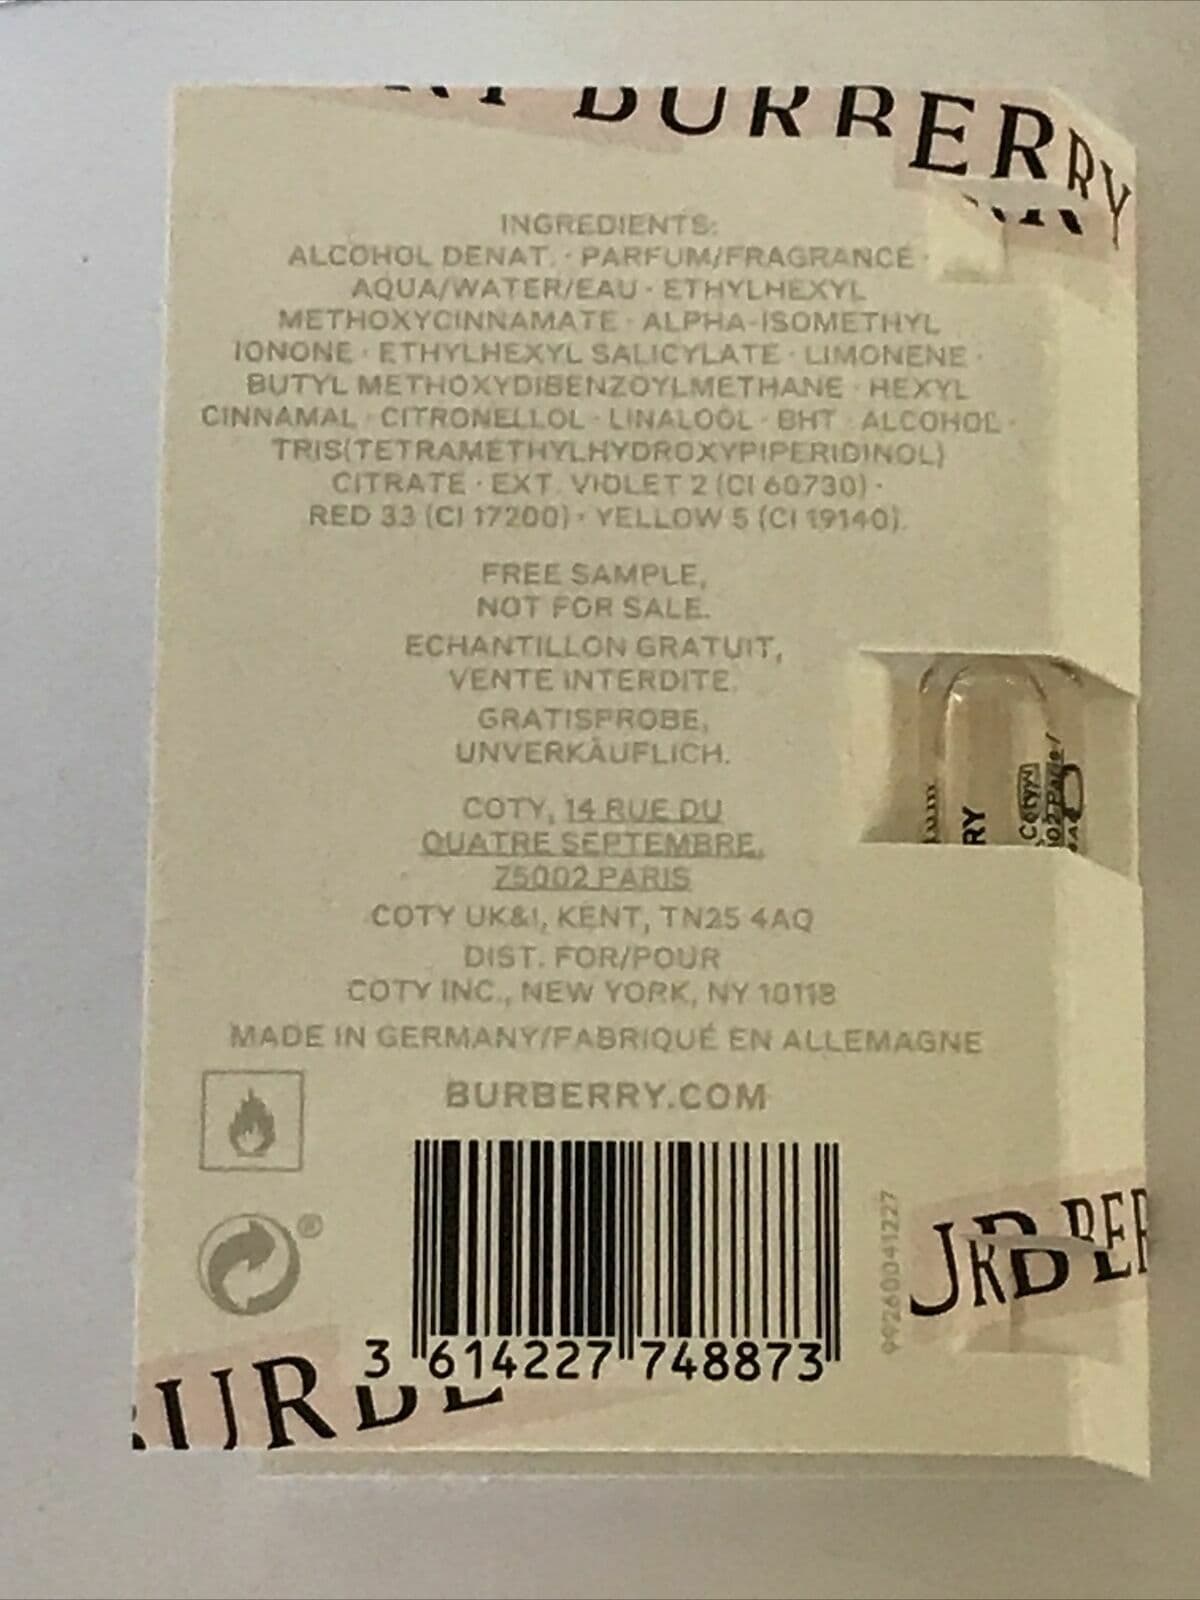 BURBERRY
INGREDIENTS:
ALCOHOL DENAT. · PARFUM/FRAGRANCE ·
AQUA/WATER/EAU · ETHYLHEXYL
METHOXYCINNAMATE · ALPHA-ISOMETHYL
IONONE · ETHYLHEXYL SALICYLATE · LIMONENE ·
BUTYL METHOXYDIBENZOYLMETHANE · HEXYL
CINNAMAL · CITRONELLOL · LINALOOL · BHT · ALCOHOL ·
TRIS(TETRAMETHYLHYDROXYPIPERIDINOL)
CITRATE · EXT. VIOLET 2 (CI 60730) ·
RED 33 (CI 17200) · YELLOW 5 (CI 19140).
FREE SAMPLE,
NOT FOR SALE.
ECHANTILLON GRATUIT,
VENTE INTERDITE.
GRATISPROBE,
UNVERKÄUFLICH.
COTY, 14 RUE DU
QUATRE SEPTEMBRE,
75002 PARIS
COTY UK&I, KENT, TN25 4AQ
DIST. FOR/POUR
COTY INC., NEW YORK, NY 10118
MADE IN GERMANY/FABRIQUÉ EN ALLEMAGNE
BURBERRY.COM
3 614227 748873
99260041227